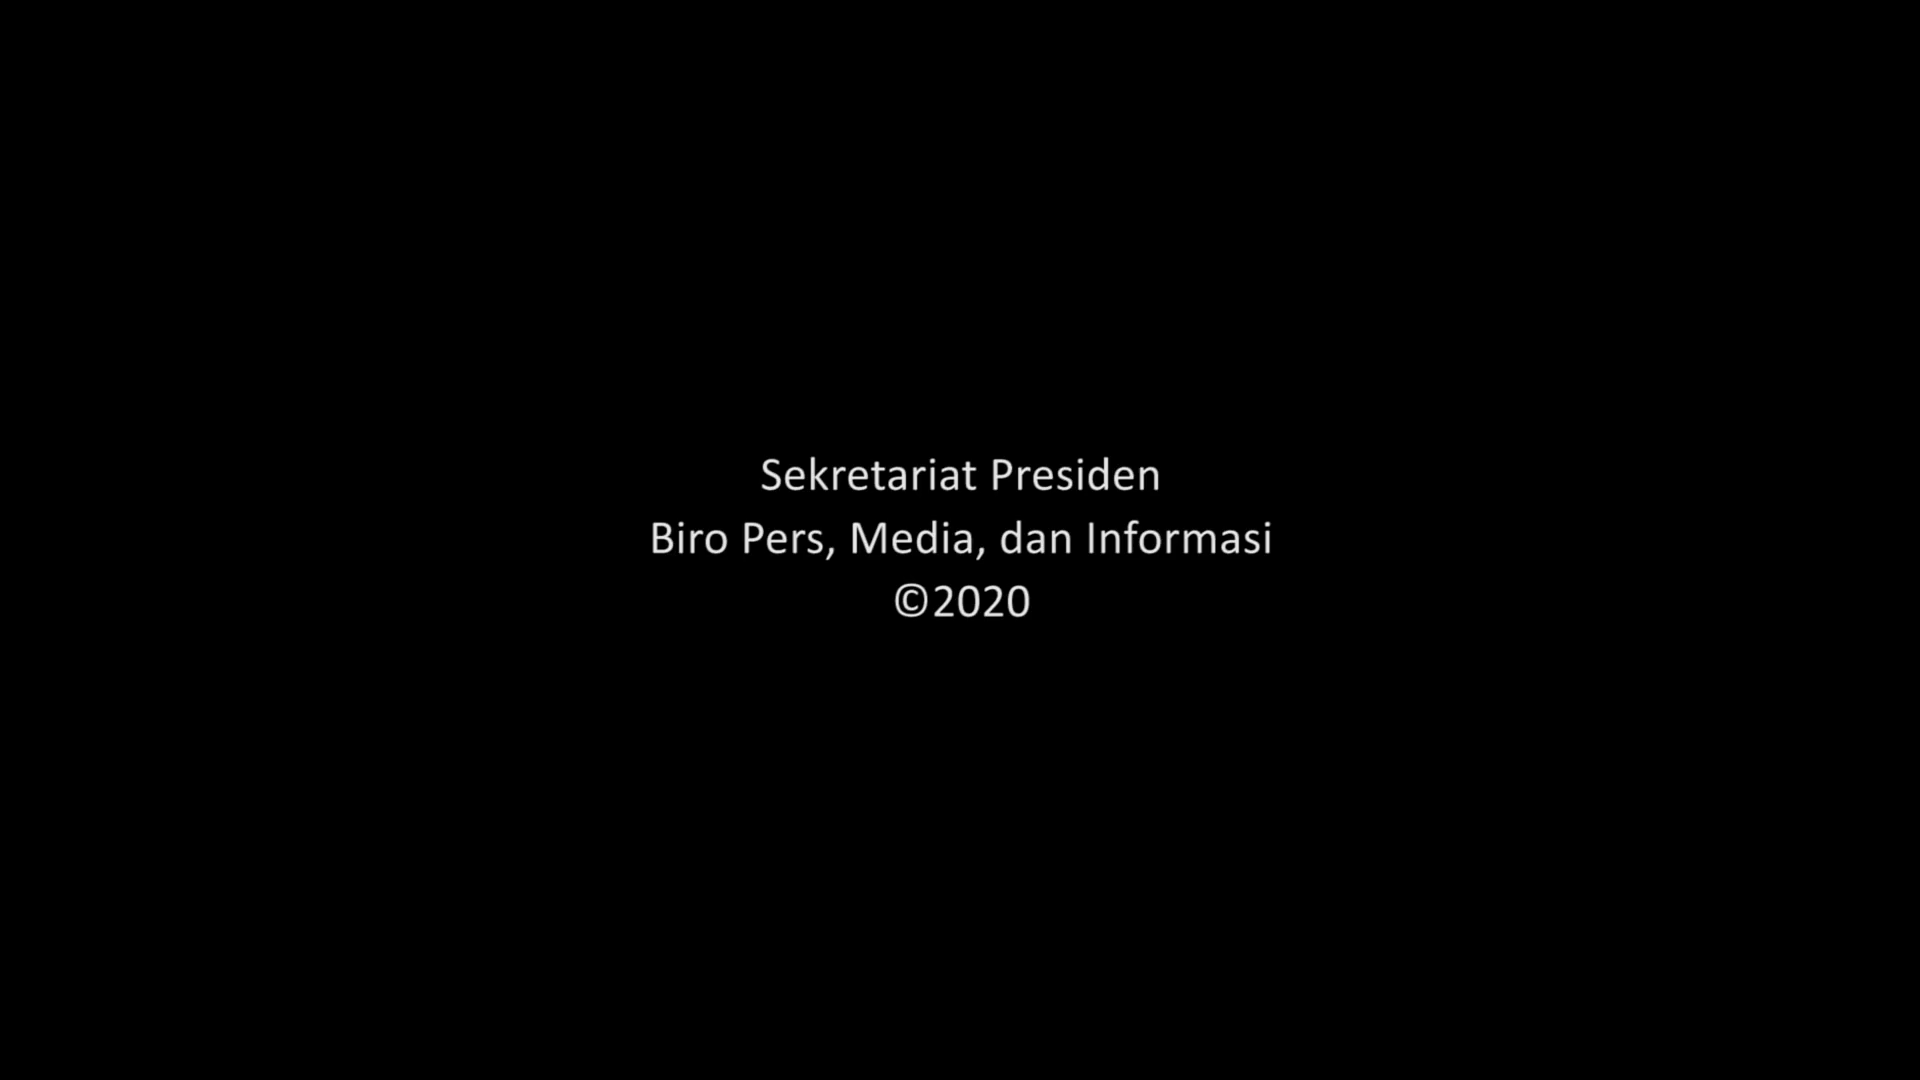 Sekretariat Presiden
Biro Pers, Media, dan Informasi
©2020